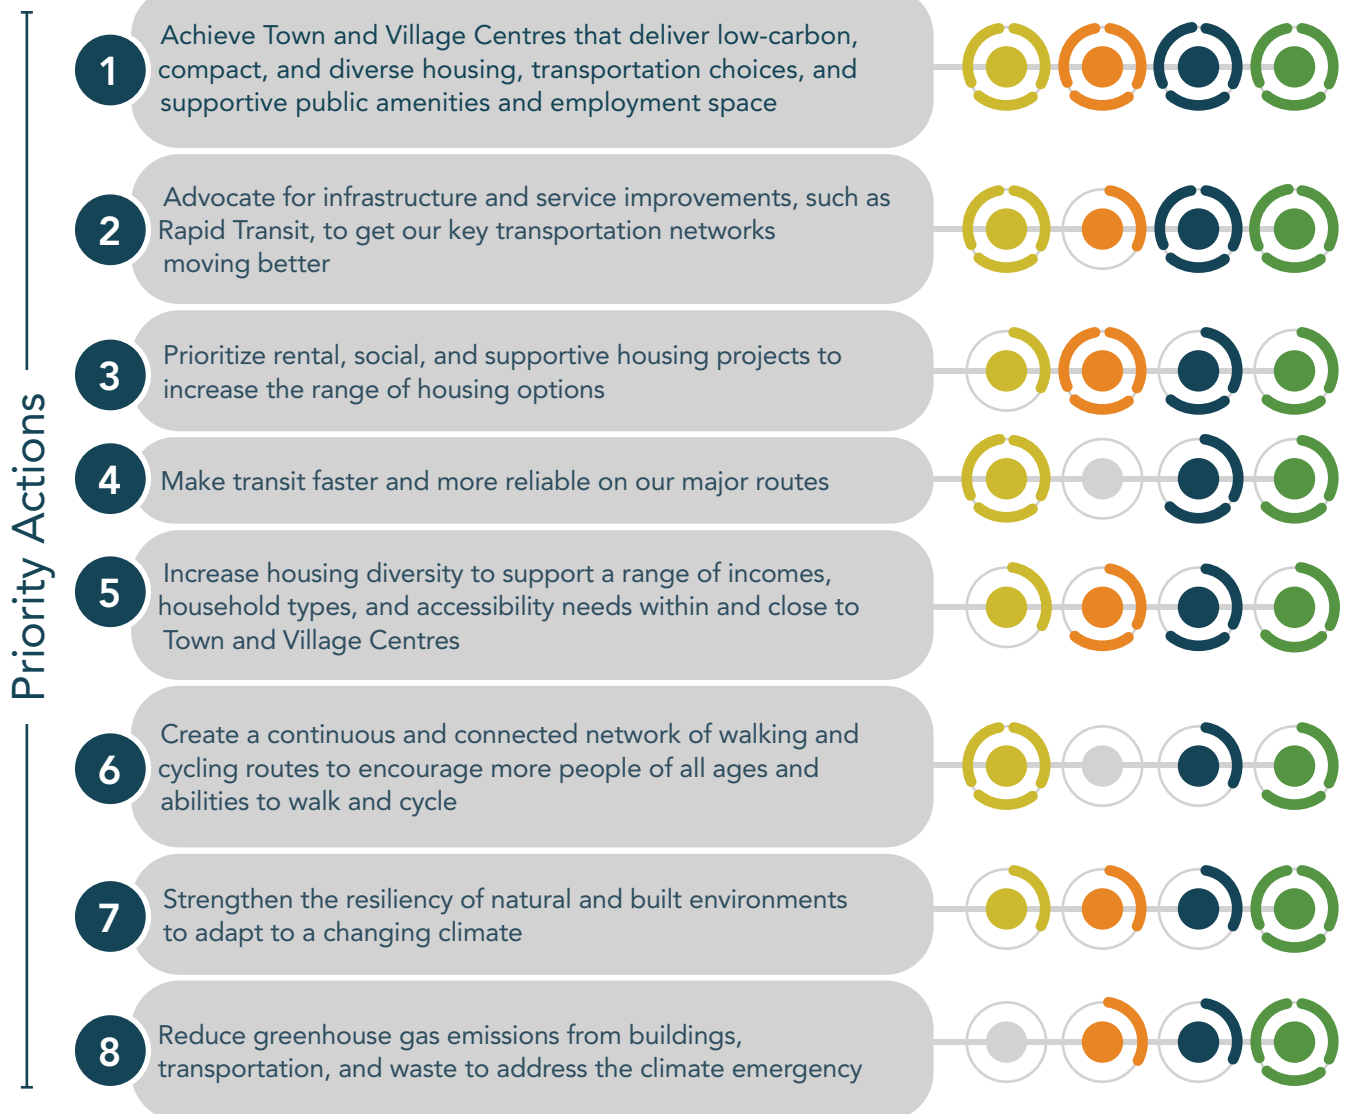 Priority Actions
1
Achieve Town and Village Centres that deliver low-carbon,
compact, and diverse housing, transportation choices, and
supportive public amenities and employment space
2
Advocate for infrastructure and service improvements, such as
Rapid Transit, to get our key transportation networks
moving better
3
Prioritize rental, social, and supportive housing projects to
increase the range of housing options
4
Make transit faster and more reliable on our major routes
5
Increase housing diversity to support a range of incomes,
household types, and accessibility needs within and close to
Town and Village Centres
6
Create a continuous and connected network of walking and
cycling routes to encourage more people of all ages and
abilities to walk and cycle
7
Strengthen the resiliency of natural and built environments
to adapt to a changing climate
8
Reduce greenhouse gas emissions from buildings,
transportation, and waste to address the climate emergency